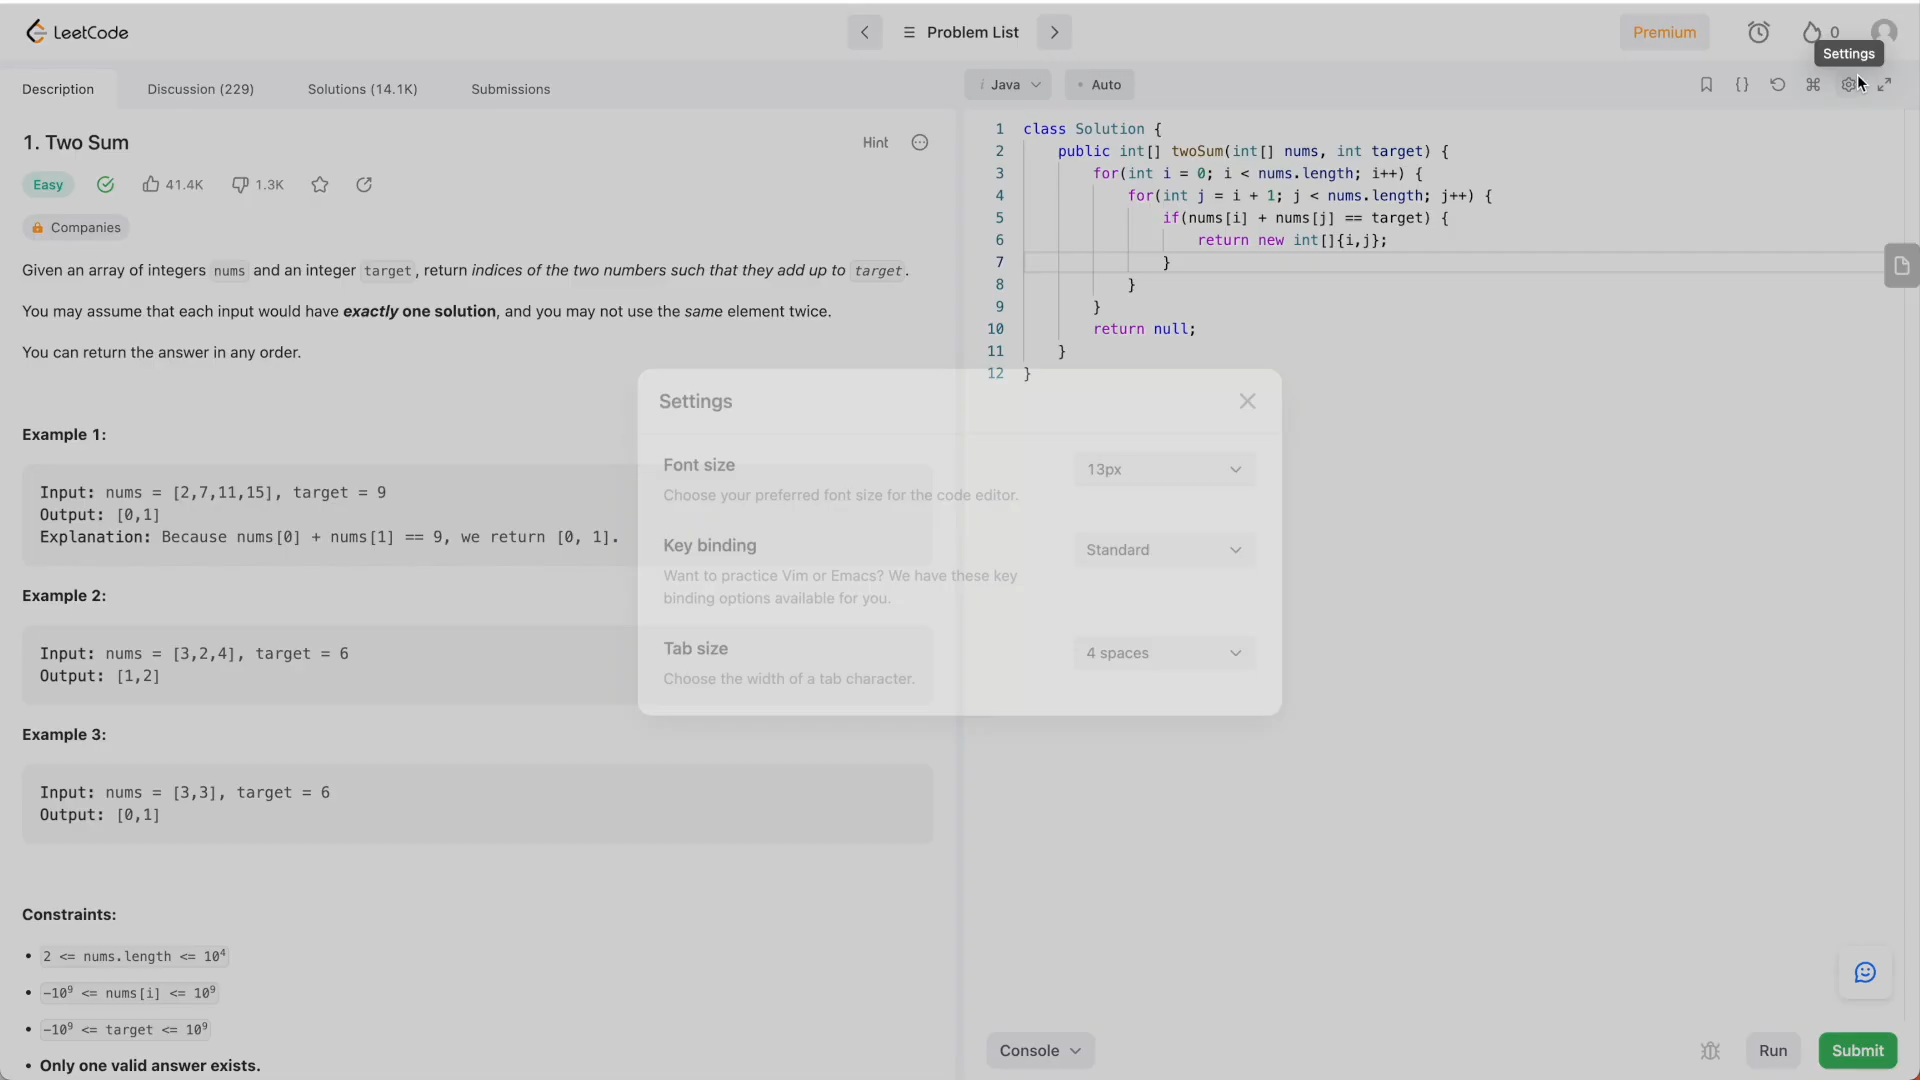 LeetCode
Problem List
Premium
0
Settings
Description
Discussion (229)
Solutions (14.1K)
Submissions
Java
Auto
1. Two Sum
Hint
Easy
41.4K
1.3K
Companies
Given an array of integers nums and an integer target, return indices of the two numbers such that they add up to target.
You may assume that each input would have exactly one solution, and you may not use the same element twice.
You can return the answer in any order.
Example 1:
Input: nums = [2,7,11,15], target = 9
Output: [0,1]
Explanation: Because nums[0] + nums[1] == 9, we return [0, 1].
Example 2:
Input: nums = [3,2,4], target = 6
Output: [1,2]
Example 3:
Input: nums = [3,3], target = 6
Output: [0,1]
Constraints:
• 2 <= nums.length <= 10⁴
• -10⁹ <= nums[i] <= 10⁹
• -10⁹ <= target <= 10⁹
• Only one valid answer exists.
1 class Solution {
2 public int[] twoSum(int[] nums, int target) {
3 for(int i = 0; i < nums.length; i++) {
4 for(int j = i + 1; j < nums.length; j++) {
5 if(nums[i] + nums[j] == target) {
6 return new int[]{i,j};
7 }
8 }
9 }
10 return null;
11 }
12 }
Settings
Font size
13px
Choose your preferred font size for the code editor.
Key binding
Standard
Want to practice Vim or Emacs? We have these key
binding options available for you.
Tab size
4 spaces
Choose the width of a tab character.
Console
Run
Submit